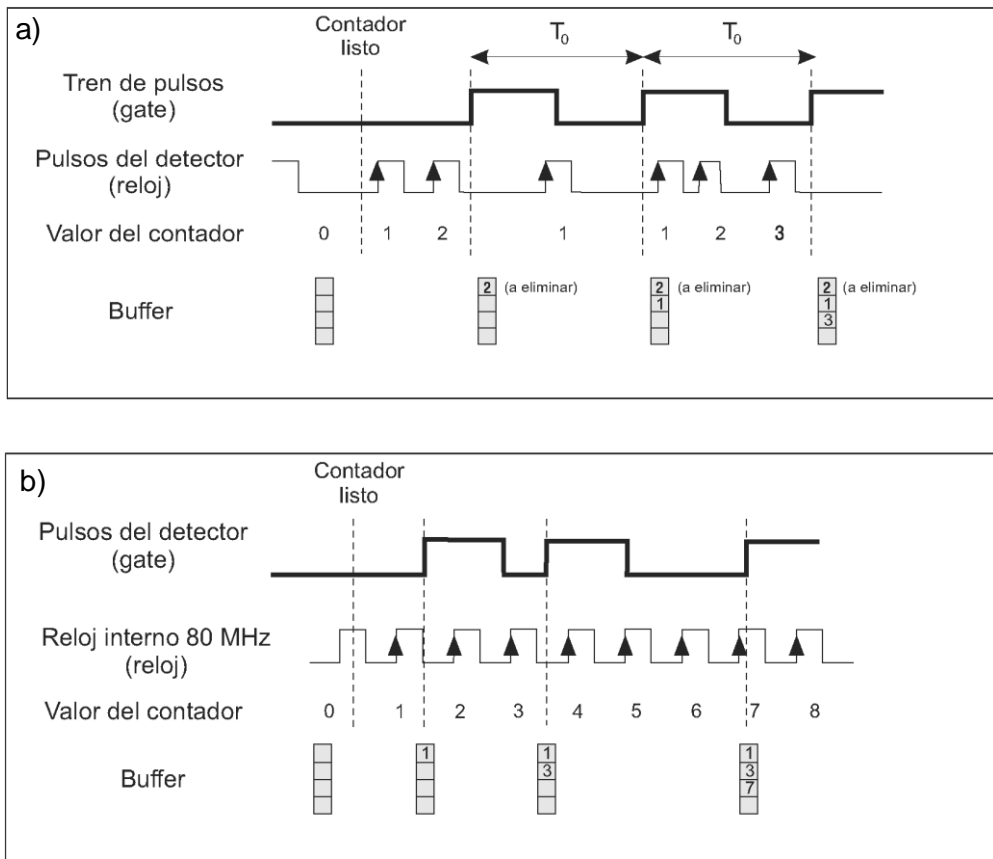 a)
Contador
listo
T0
T0
Tren de pulsos
(gate)
Pulsos del detector
(reloj)
Valor del contador
0 1 2 1 1 2 3
Buffer
2 (a eliminar)
2 (a eliminar)
1
2 (a eliminar)
1
3
b)
Contador
listo
Pulsos del detector
(gate)
Reloj interno 80 MHz
(reloj)
Valor del contador
0 1 2 3 4 5 6 7 8
Buffer
1
1
3
1
3
7